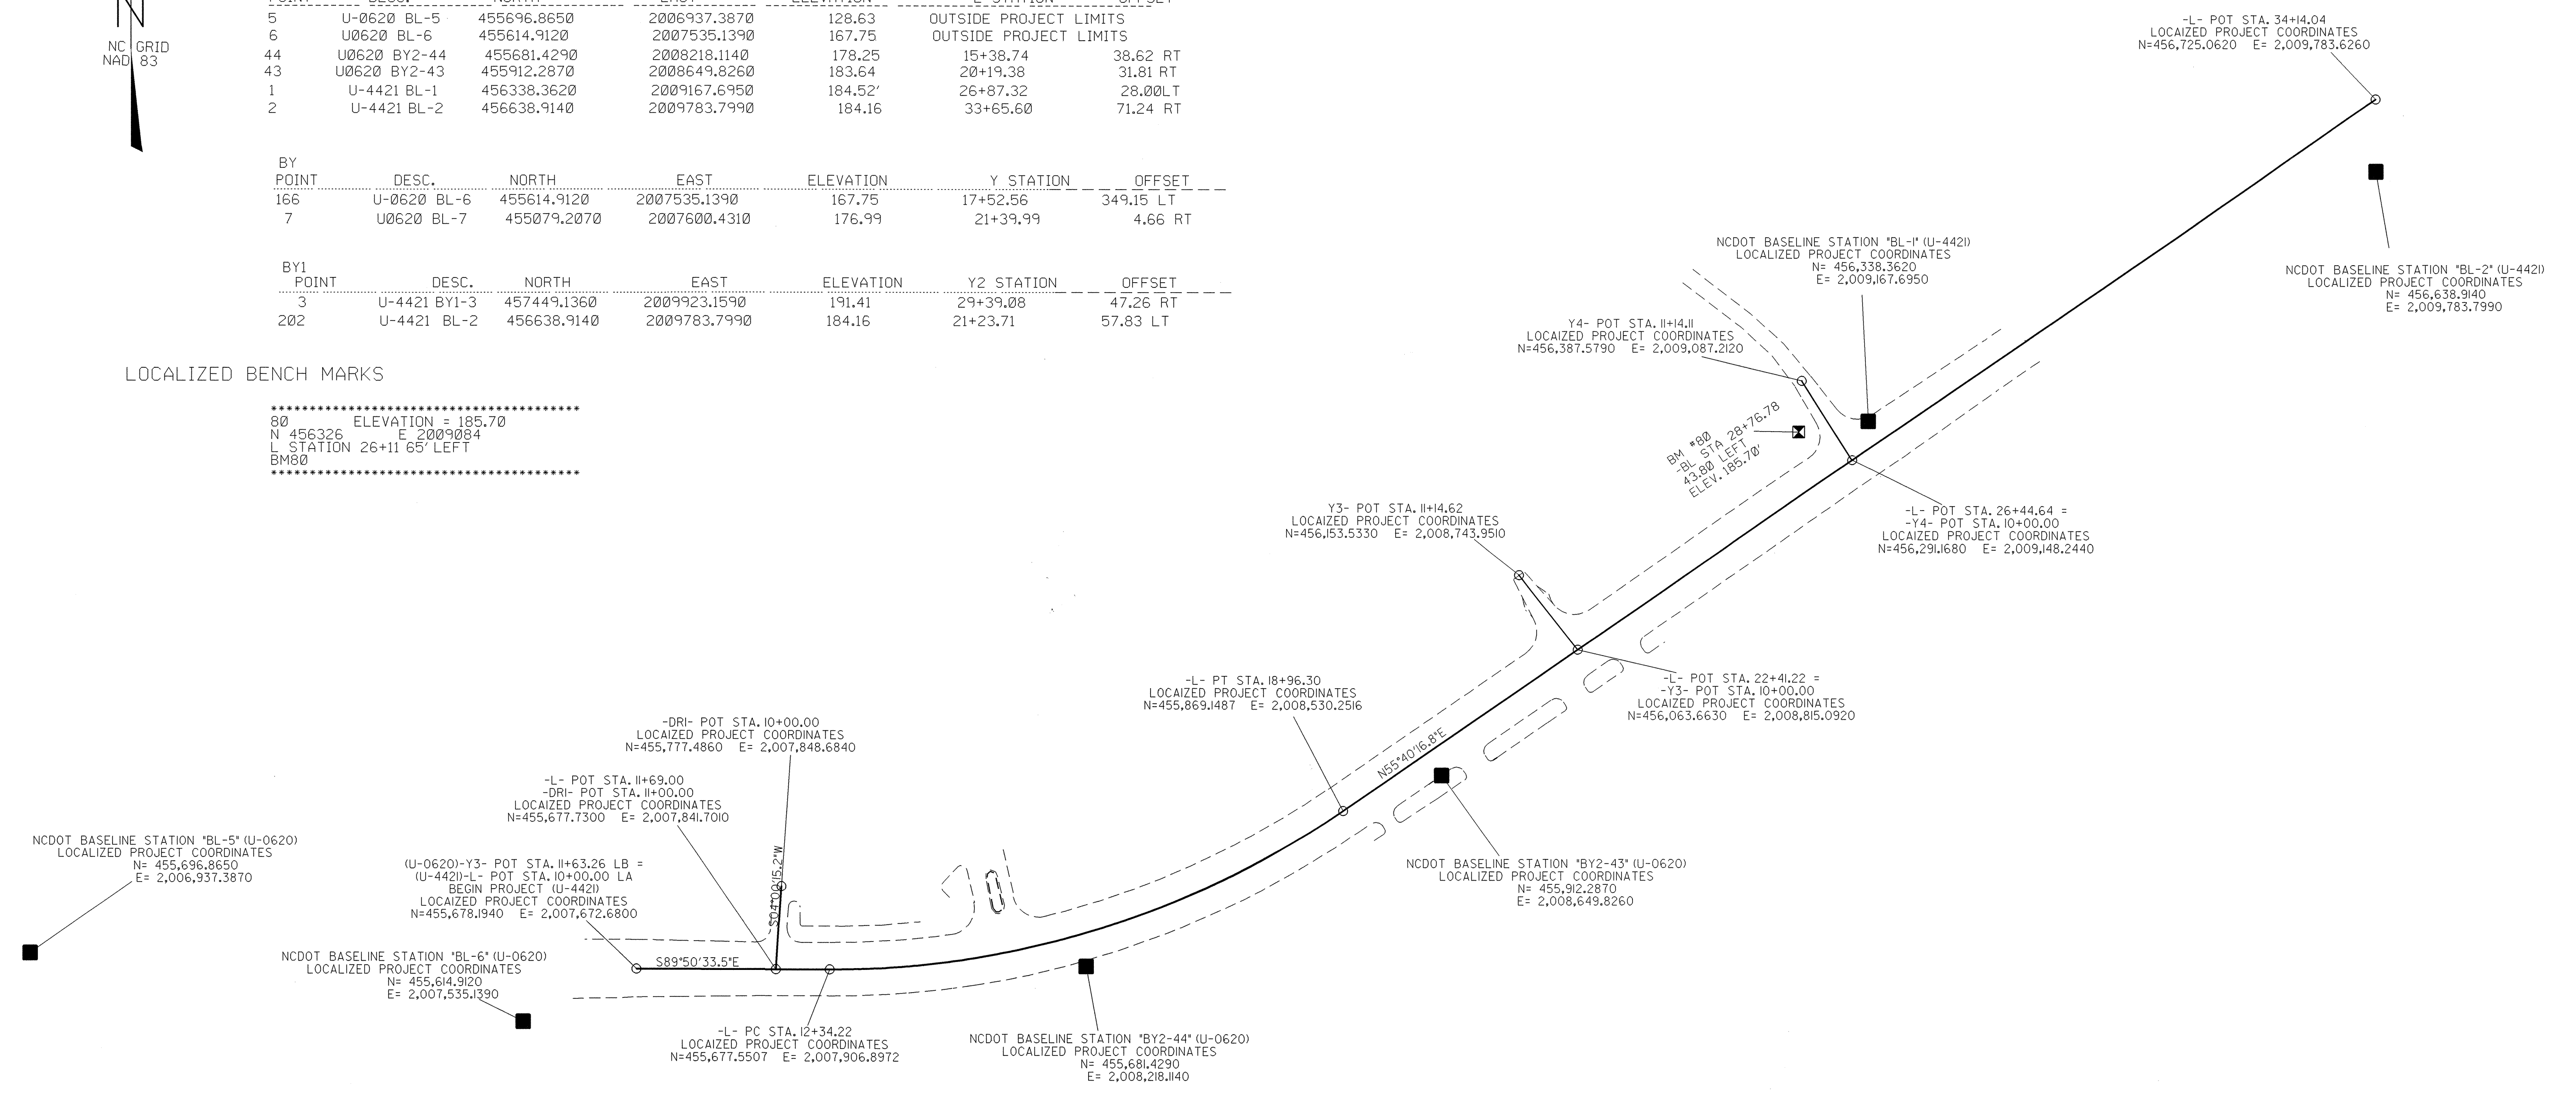 POINT DESC. NORTH EAST ELEVATION L STATION OFFSET
5 U-0620 BL-5 455696.8650 2006937.3870 128.63 OUTSIDE PROJECT LIMITS
6 U0620 BL-6 455614.9120 2007535.1390 167.75 OUTSIDE PROJECT LIMITS
44 U0620 BY2-44 455681.4290 2008218.1140 178.25 15+38.74 38.62 RT
43 U0620 BY2-43 455912.2870 2008649.8260 183.64 20+19.38 31.81 RT
1 U-4421 BL-1 456338.3620 2009167.6950 184.52' 26+87.32 28.00LT
2 U-4421 BL-2 456638.9140 2009783.7990 184.16 33+65.60 71.24 RT
N
NC GRID
NAD 83
BY
POINT DESC. NORTH EAST ELEVATION Y STATION OFFSET
166 U-0620 BL-6 455614.9120 2007535.1390 167.75 17+52.56 349.15 LT
7 U0620 BL-7 455079.2070 2007600.4310 176.99 21+39.99 4.66 RT
BY1
POINT DESC. NORTH EAST ELEVATION Y2 STATION OFFSET
3 U-4421 BY1-3 457449.1360 2009923.1590 191.41 29+39.08 47.26 RT
202 U-4421 BL-2 456638.9140 2009783.7990 184.16 21+23.71 57.83 LT
LOCALIZED BENCH MARKS
****************************************
80 ELEVATION = 185.70
N 456326 E 2009084
L STATION 26+11 65' LEFT
BM80
****************************************
-L- POT STA. 34+14.04
LOCAIZED PROJECT COORDINATES
N=456,725.0620 E= 2,009,783.6260
NCDOT BASELINE STATION "BL-1" (U-4421)
LOCALIZED PROJECT COORDINATES
N= 456,338.3620
E= 2,009,167.6950
NCDOT BASELINE STATION "BL-2" (U-4421)
LOCALIZED PROJECT COORDINATES
N= 456,638.9140
E= 2,009,783.7990
Y4- POT STA. 11+14.11
LOCAIZED PROJECT COORDINATES
N=456,387.5790 E= 2,009,087.2120
BM #80
-BL STA 28+76.78
43.80 LEFT
ELEV. 185.70'
Y3- POT STA. 11+14.62
LOCAIZED PROJECT COORDINATES
N=456,153.5330 E= 2,008,743.9510
-L- POT STA. 26+44.64 =
-Y4- POT STA. 10+00.00
LOCAIZED PROJECT COORDINATES
N=456,291.1680 E= 2,009,148.2440
-L- PT STA. 18+96.30
LOCAIZED PROJECT COORDINATES
N=455,869.1487 E= 2,008,530.2516
-L- POT STA. 22+41.22 =
-Y3- POT STA. 10+00.00
LOCAIZED PROJECT COORDINATES
N=456,063.6630 E= 2,008,815.0920
N55°40'16.8"E
-DR1- POT STA. 10+00.00
LOCAIZED PROJECT COORDINATES
N=455,777.4860 E= 2,007,848.6840
-L- POT STA. 11+69.00
-DR1- POT STA. 11+00.00
LOCAIZED PROJECT COORDINATES
N=455,677.7300 E= 2,007,841.7010
NCDOT BASELINE STATION "BL-5" (U-0620)
LOCALIZED PROJECT COORDINATES
N= 455,696.8650
E= 2,006,937.3870
(U-0620)-Y3- POT STA. 11+63.26 LB =
(U-4421)-L- POT STA. 10+00.00 LA
BEGIN PROJECT (U-4421)
LOCAIZED PROJECT COORDINATES
N=455,678.1940 E= 2,007,672.6800
S04°00'15.2"W
NCDOT BASELINE STATION "BY2-43" (U-0620)
LOCALIZED PROJECT COORDINATES
N= 455,912.2870
E= 2,008,649.8260
NCDOT BASELINE STATION "BL-6" (U-0620)
LOCALIZED PROJECT COORDINATES
N= 455,614.9120
E= 2,007,535.1390
S89°50'33.5"E
-L- PC STA. 12+34.22
LOCAIZED PROJECT COORDINATES
N=455,677.5507 E= 2,007,906.8972
NCDOT BASELINE STATION "BY2-44" (U-0620)
LOCALIZED PROJECT COORDINATES
N= 455,681.4290
E= 2,008,218.1140